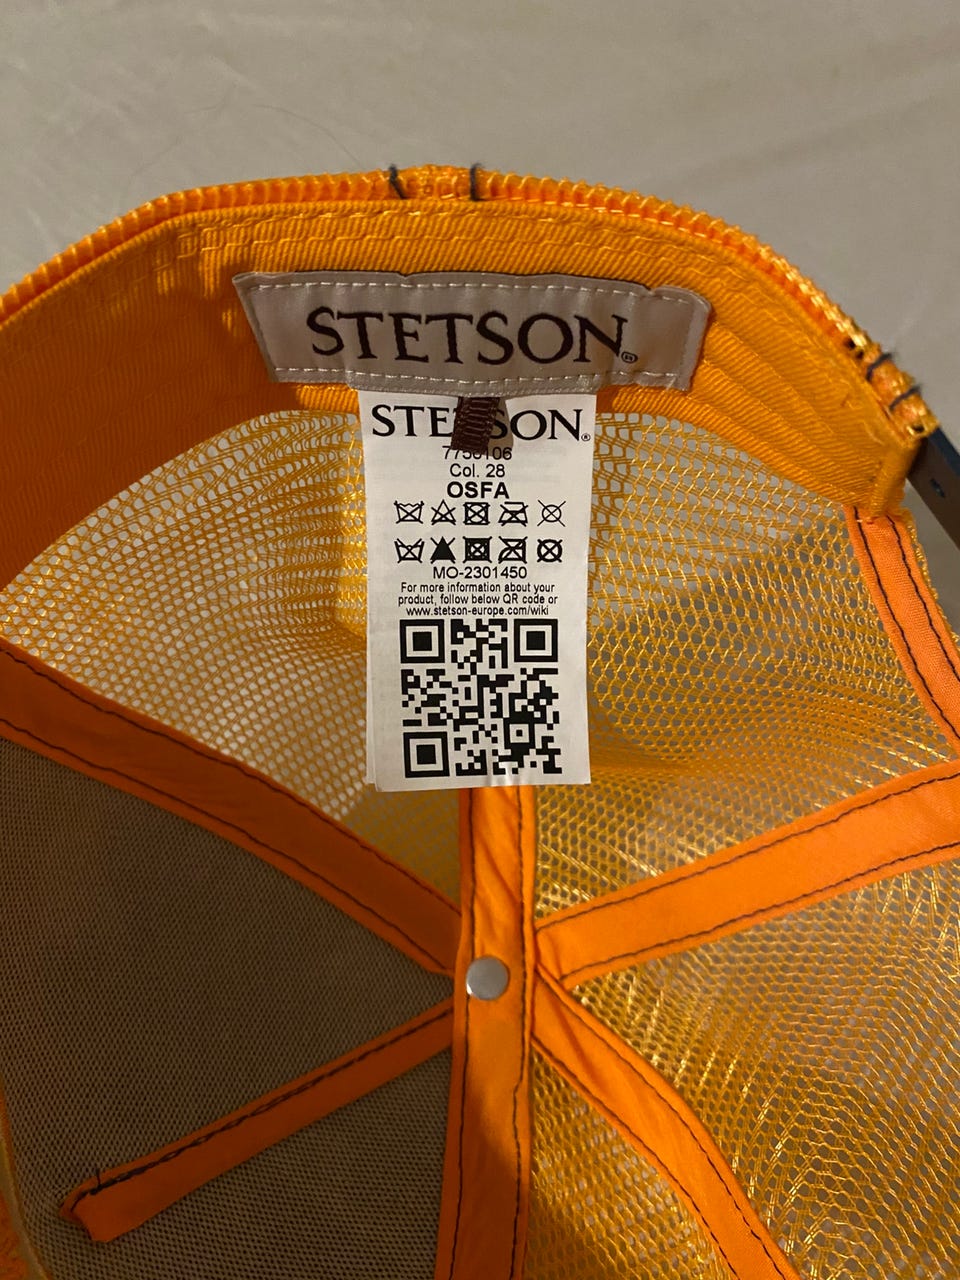 STETSON®
STETSON®
7756106
Col. 28
OSFA
MO-2301450
For more information about your
product, follow below QR code or
www.stetson-europe.com/wiki